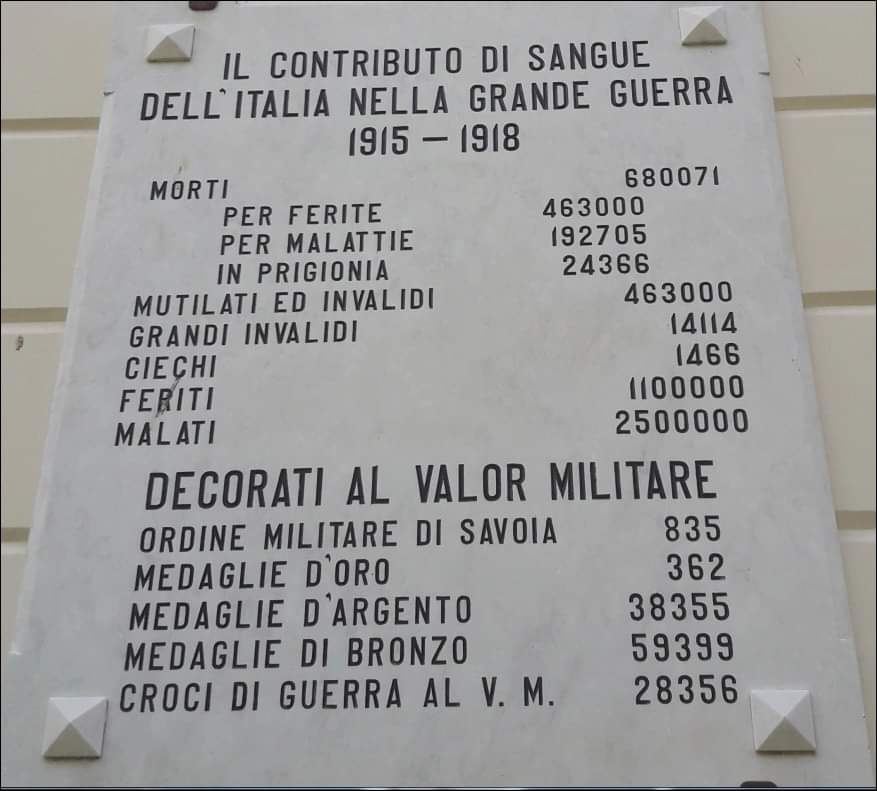 IL CONTRIBUTO DI SANGUE
DELL'ITALIA NELLA GRANDE GUERRA
1915 — 1918
MORTI 680071
PER FERITE 463000
PER MALATTIE 192705
IN PRIGIONIA 24366
MUTILATI ED INVALIDI 463000
GRANDI INVALIDI 14114
CIECHI 1466
FERITI 1100000
MALATI 2500000
DECORATI AL VALOR MILITARE
ORDINE MILITARE DI SAVOIA 835
MEDAGLIE D'ORO 362
MEDAGLIE D'ARGENTO 38355
MEDAGLIE DI BRONZO 59399
CROCI DI GUERRA AL V. M. 28356